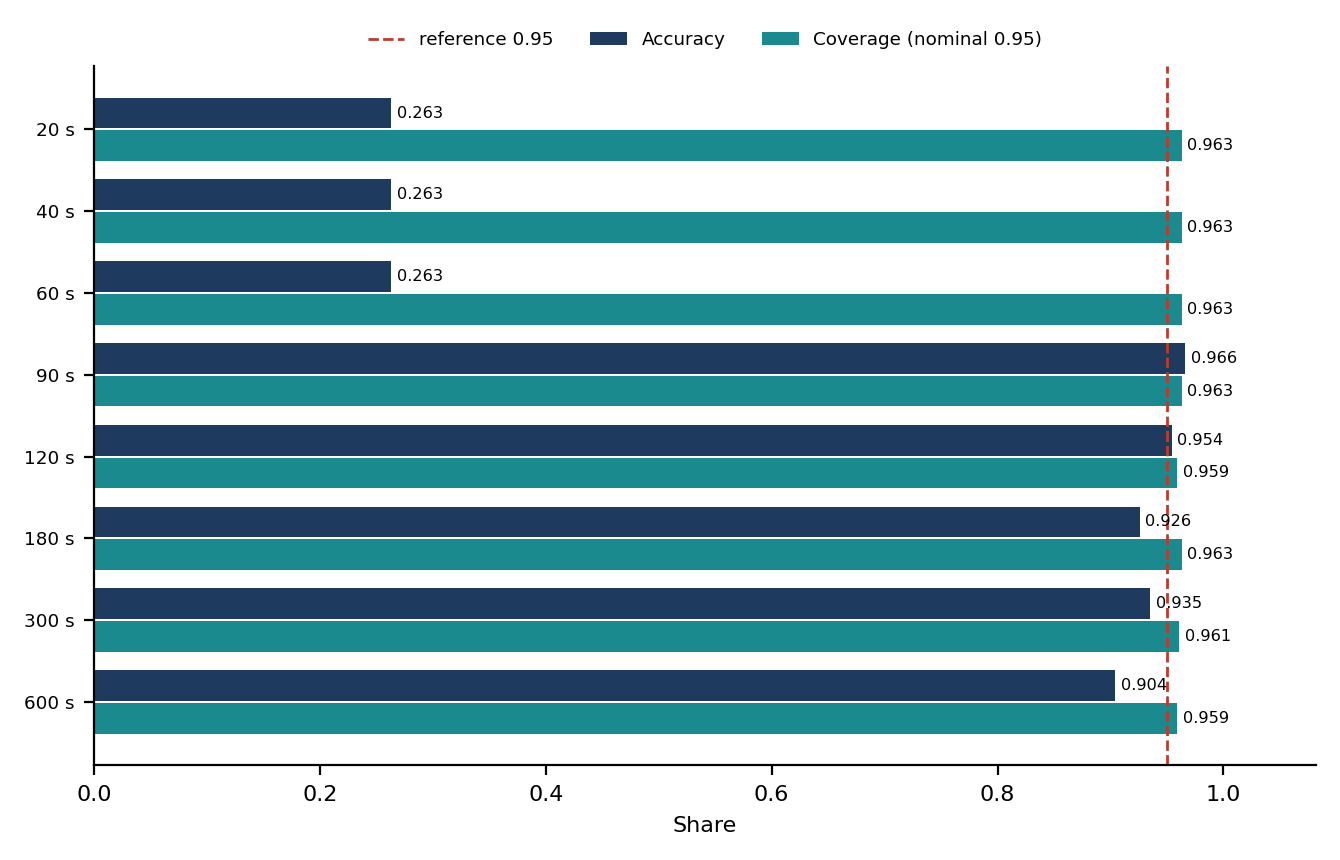 reference 0.95 Accuracy Coverage (nominal 0.95)
20 s 0.263
0.963
40 s 0.263
0.963
60 s 0.263
0.963
90 s 0.966
0.963
120 s 0.954
0.959
180 s 0.926
0.963
300 s 0.935
0.961
600 s 0.904
0.959
0.0 0.2 0.4 0.6 0.8 1.0
Share